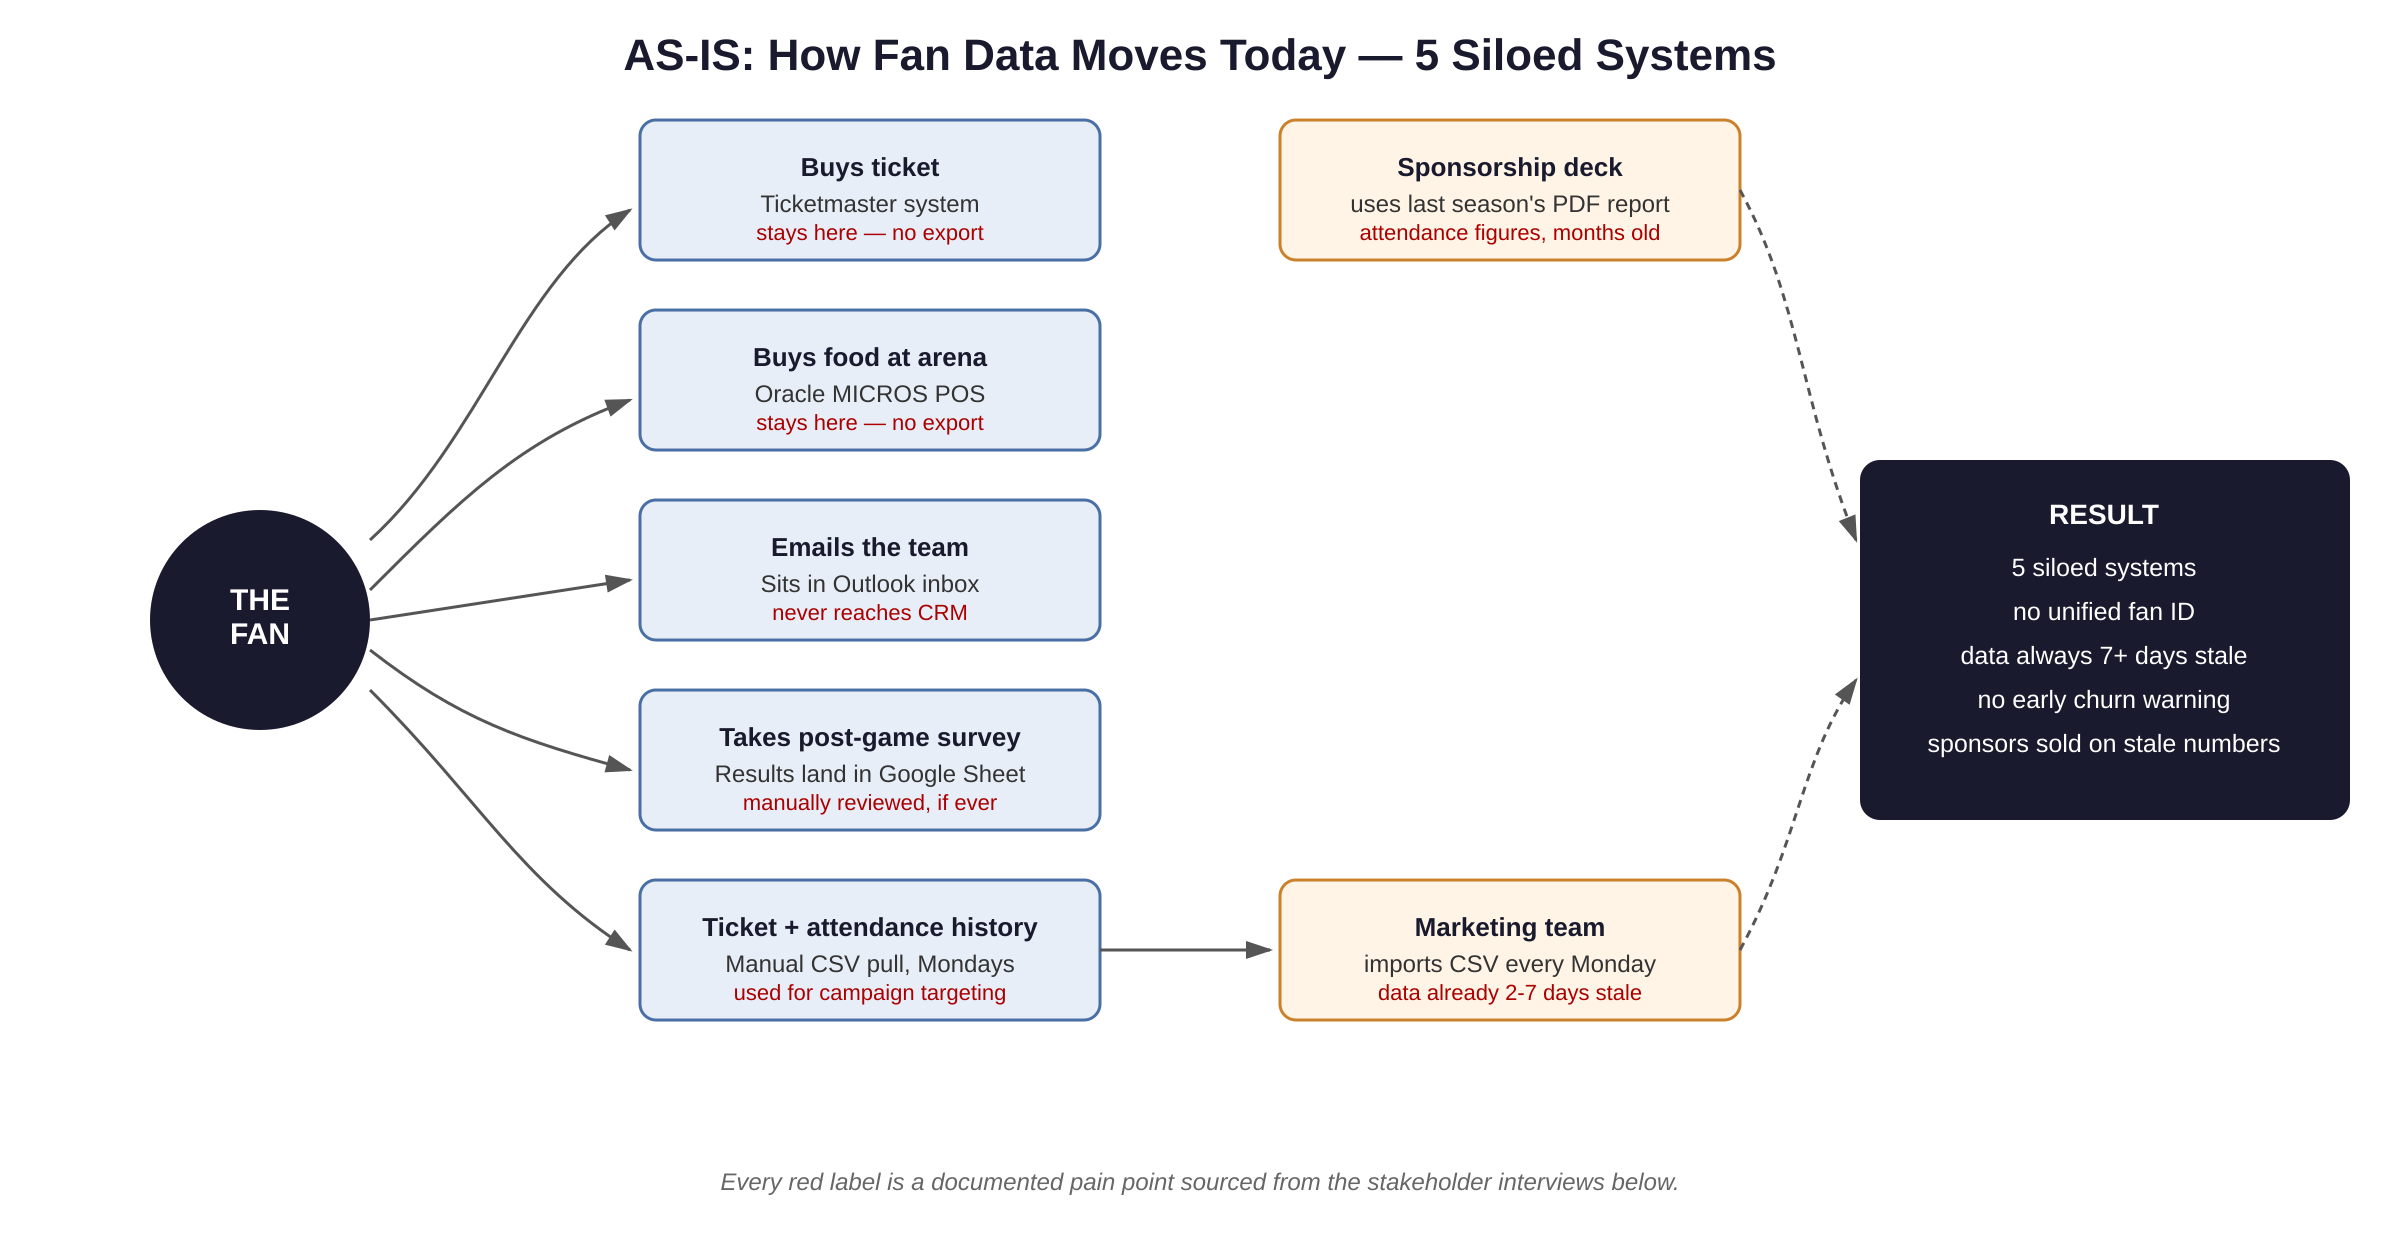 AS-IS: How Fan Data Moves Today — 5 Siloed Systems
THE
FAN
Buys ticket
Ticketmaster system
stays here — no export
Buys food at arena
Oracle MICROS POS
stays here — no export
Emails the team
Sits in Outlook inbox
never reaches CRM
Takes post-game survey
Results land in Google Sheet
manually reviewed, if ever
Ticket + attendance history
Manual CSV pull, Mondays
used for campaign targeting
Sponsorship deck
uses last season's PDF report
attendance figures, months old
Marketing team
imports CSV every Monday
data already 2-7 days stale
RESULT
5 siloed systems
no unified fan ID
data always 7+ days stale
no early churn warning
sponsors sold on stale numbers
Every red label is a documented pain point sourced from the stakeholder interviews below.